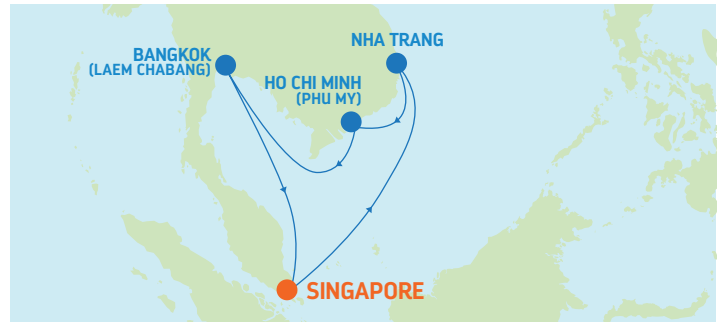 BANGKOK
(LAEM CHABANG)
NHA TRANG
HO CHI MINH
(PHU MY)
SINGAPORE